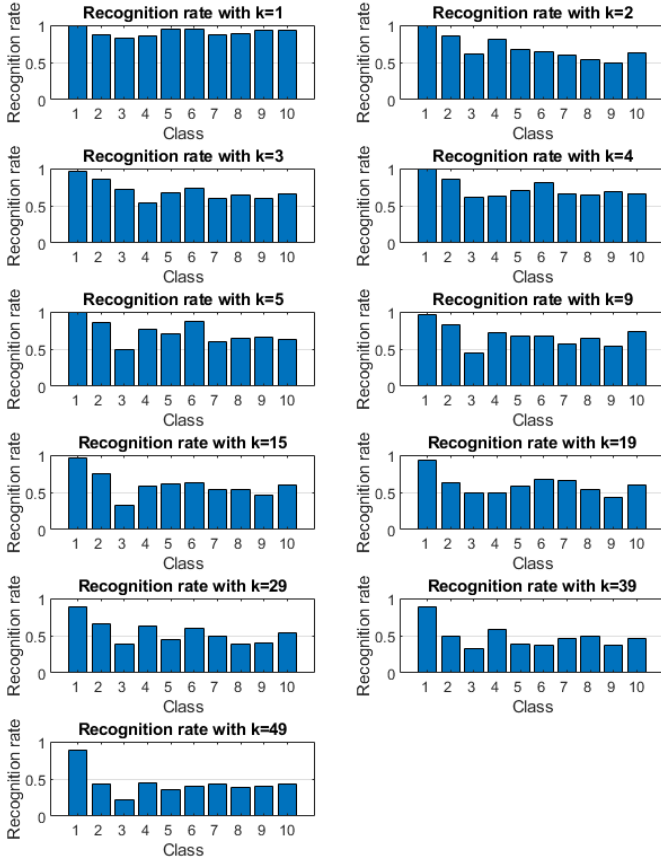 Recognition rate with k=1
Recognition rate
1
0.5
0
1 2 3 4 5 6 7 8 9 10
Class
Recognition rate with k=2
Recognition rate
1
0.5
0
1 2 3 4 5 6 7 8 9 10
Class
Recognition rate with k=3
Recognition rate
1
0.5
0
1 2 3 4 5 6 7 8 9 10
Class
Recognition rate with k=4
Recognition rate
1
0.5
0
1 2 3 4 5 6 7 8 9 10
Class
Recognition rate with k=5
Recognition rate
1
0.5
0
1 2 3 4 5 6 7 8 9 10
Class
Recognition rate with k=9
Recognition rate
1
0.5
0
1 2 3 4 5 6 7 8 9 10
Class
Recognition rate with k=15
Recognition rate
1
0.5
0
1 2 3 4 5 6 7 8 9 10
Class
Recognition rate with k=19
Recognition rate
1
0.5
0
1 2 3 4 5 6 7 8 9 10
Class
Recognition rate with k=29
Recognition rate
1
0.5
0
1 2 3 4 5 6 7 8 9 10
Class
Recognition rate with k=39
Recognition rate
1
0.5
0
1 2 3 4 5 6 7 8 9 10
Class
Recognition rate with k=49
Recognition rate
1
0.5
0
1 2 3 4 5 6 7 8 9 10
Class